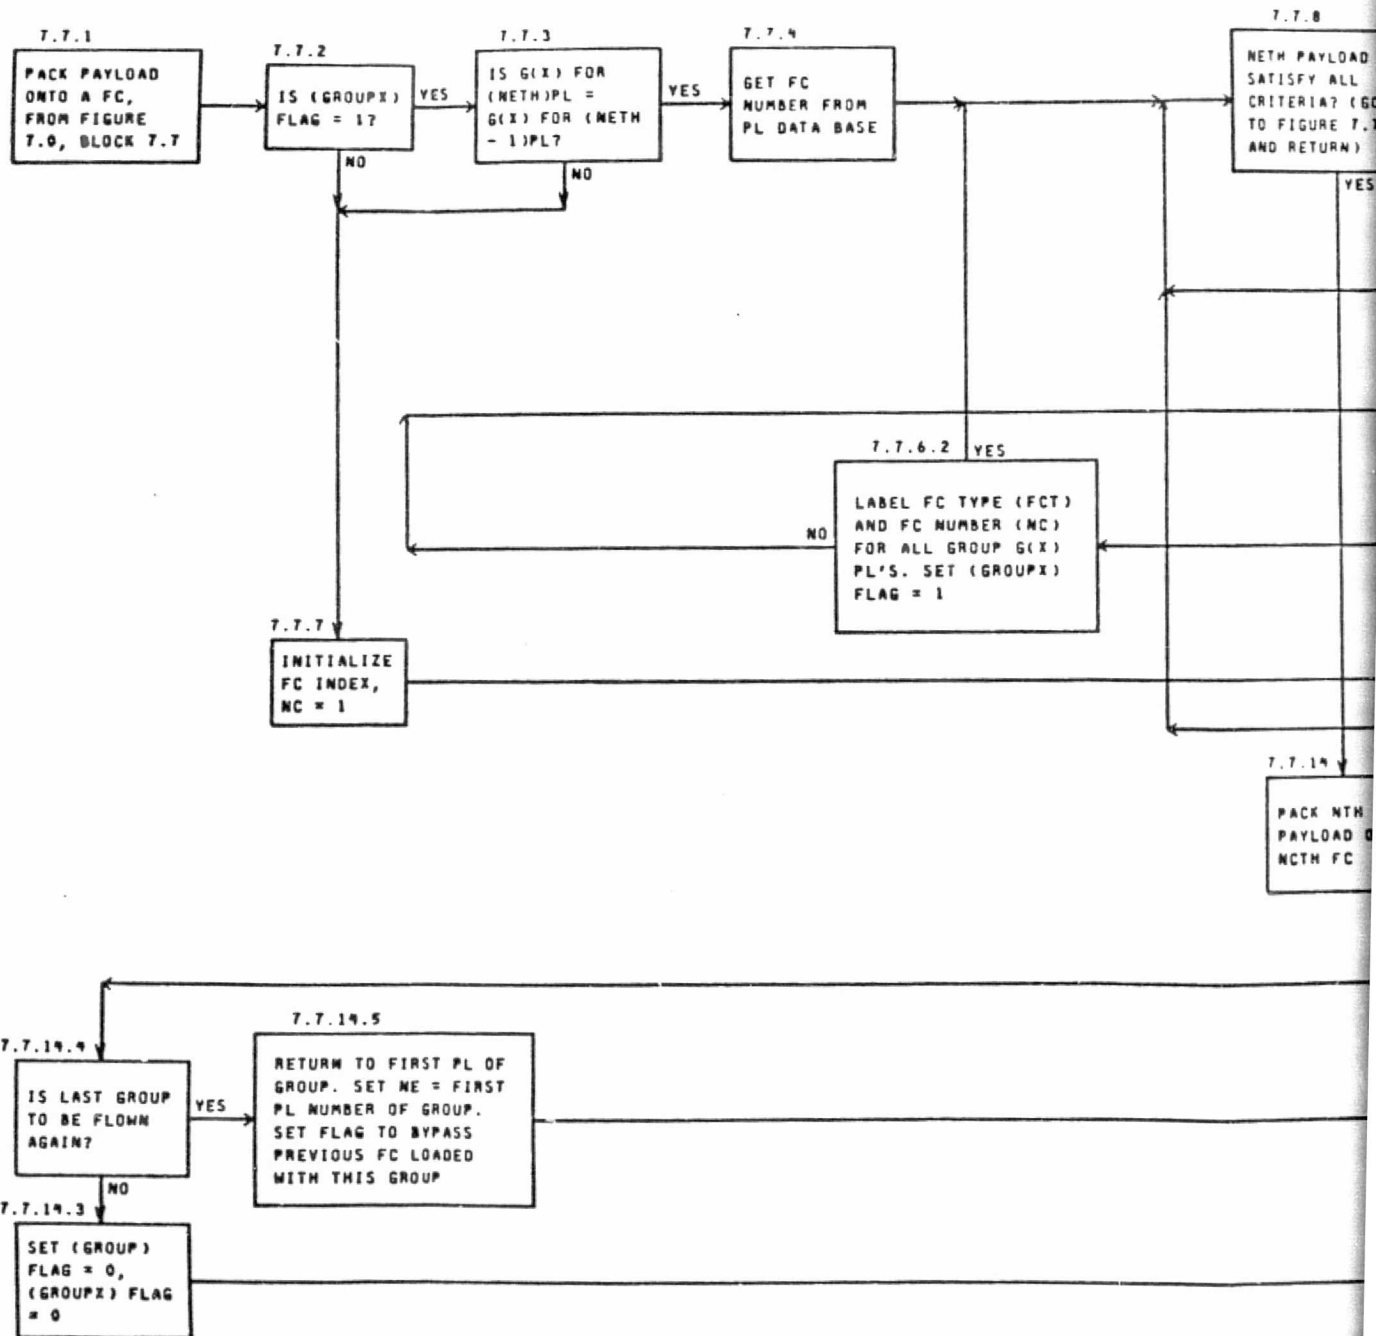 7.7.1
PACK PAYLOAD
ONTO A FC,
FROM FIGURE
7.0, BLOCK 7.7
7.7.2
IS (GROUPX)
FLAG = 1?
YES
NO
7.7.3
IS G(X) FOR
(NETH)PL =
G(X) FOR (NETH
- 1)PL?
YES
NO
7.7.4
GET FC
NUMBER FROM
PL DATA BASE
7.7.8
NETH PAYLOAD
SATISFY ALL
CRITERIA?
TO FIGURE
AND RETURN)
YES
7.7.6.2
YES
LABEL FC TYPE (FCT)
AND FC NUMBER (NC)
FOR ALL GROUP G(X)
PL'S. SET (GROUPX)
FLAG = 1
NO
7.7.7
INITIALIZE
FC INDEX,
NC = 1
7.7.14
PACK NTH
PAYLOAD
NCTH FC
7.7.14.4
IS LAST GROUP
TO BE FLOWN
AGAIN?
YES
NO
7.7.14.5
RETURN TO FIRST PL OF
GROUP. SET NE = FIRST
PL NUMBER OF GROUP.
SET FLAG TO BYPASS
PREVIOUS FC LOADED
WITH THIS GROUP
7.7.14.3
SET (GROUP)
FLAG = 0,
(GROUPX) FLAG
= 0